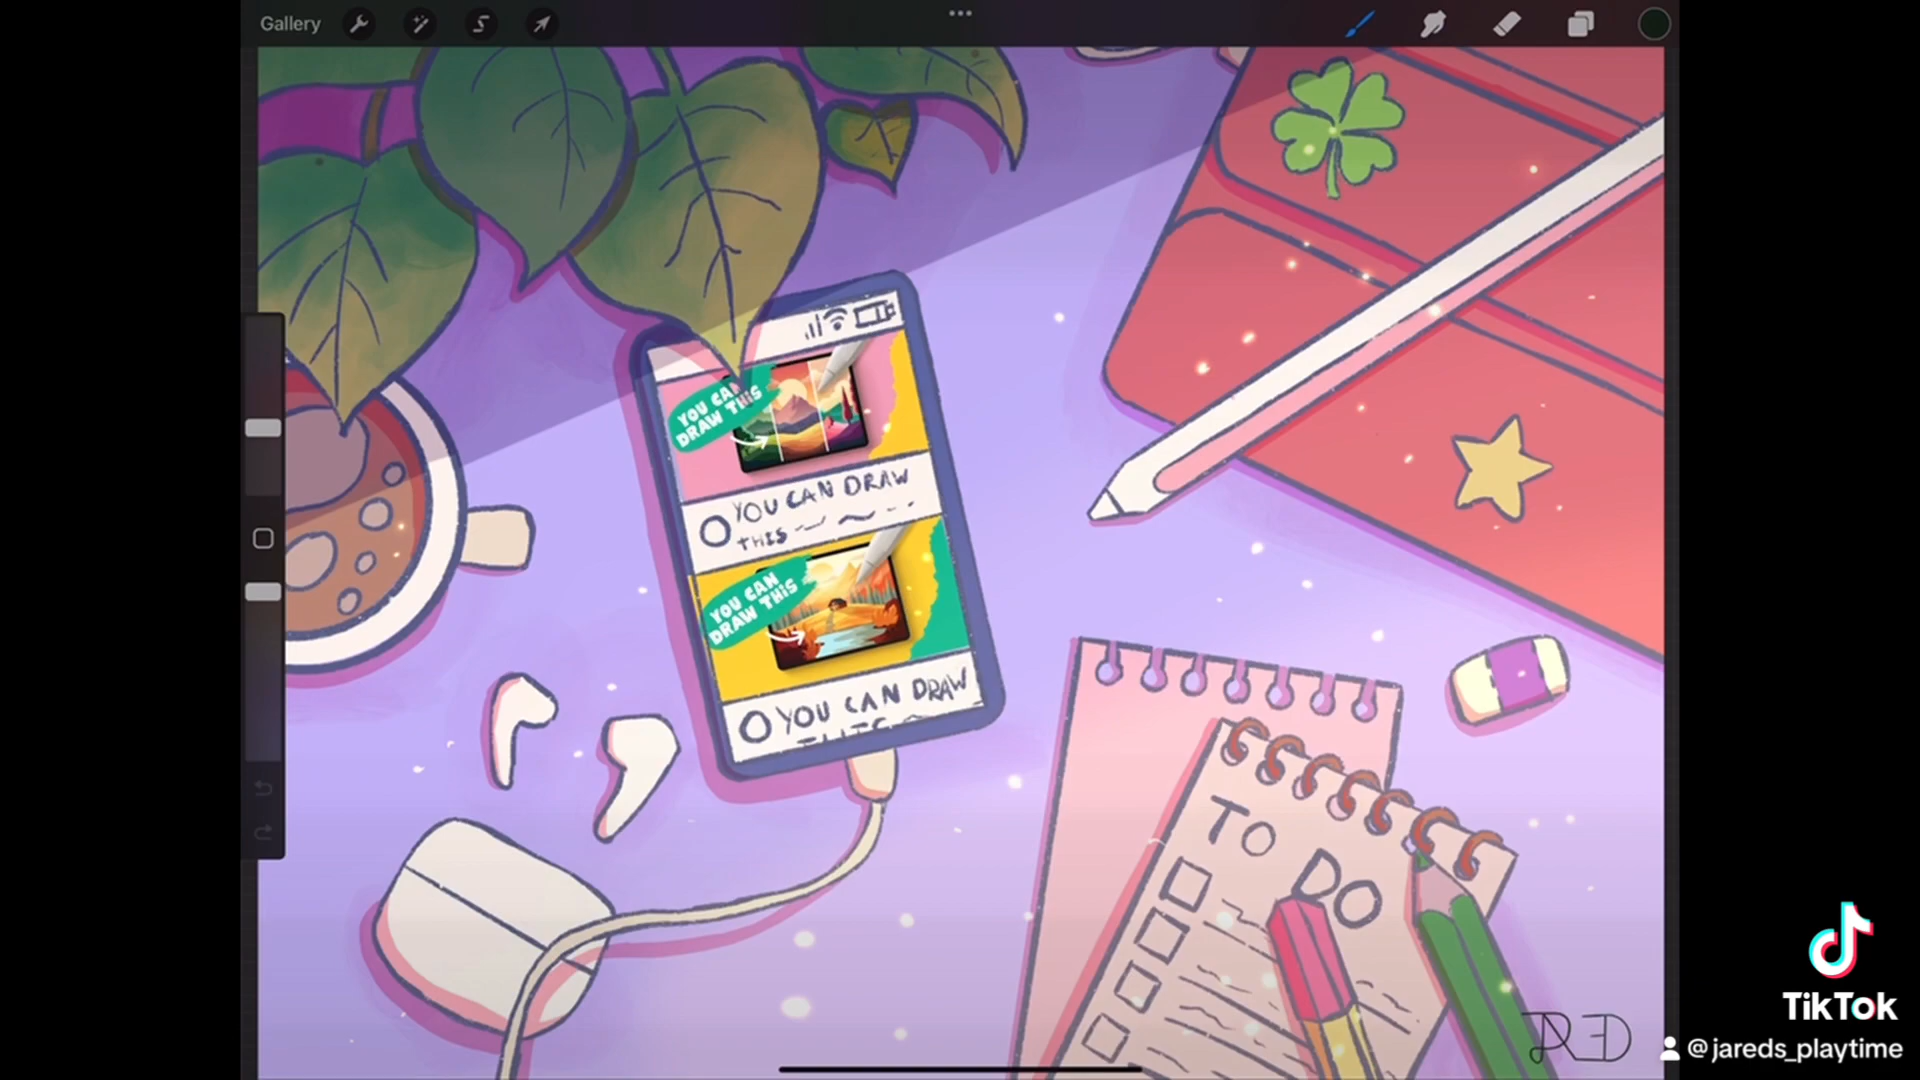 Gallery
YOU CAN
DRAW THIS
YOU CAN DRAW
THIS
YOU CAN
DRAW THIS
YOU CAN DRAW
THIS
TO
DO
JRED
TikTok
@jareds_playtime